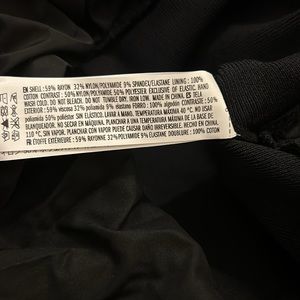 EN SHELL : 59% RAYON 32% NYLON/POLYAMIDE 9% SPANDEX/ELASTANE LINING : 100%
COTTON CONTRAST : 50% NYLON/POLYAMIDE 50% POLYESTER EXCLUSIVE OF ELASTIC. HAND
WASH COLD. DO NOT BLEACH. DO NOT TUMBLE DRY. IRON LOW. MADE IN CHINA. ES TELA
EXTERIOR : 59% viscosa 32% poliamida 9% elastano FORRO : 100% algodón CONTRASTE : 50%
poliamida 50% poliéster SIN ELÁSTICO. LAVAR A MANO. TEMPERATURA MÁXIMA 40 °C. NO USAR
BLANQUEADOR. NO SECAR EN MÁQUINA. PLANCHAR A UNA TEMPERATURA MÁXIMA DE LA BASE DE
110 °C, SIN VAPOR. PLANCHAR CON VAPOR PUEDE CAUSAR DAÑO IRREVERSIBLE. HECHO EN CHINA.
FR ÉTOFFE EXTÉRIEURE : 59% RAYONNE 32% POLYAMIDE 9% ELASTANNE DOUBLURE : 100% COTON